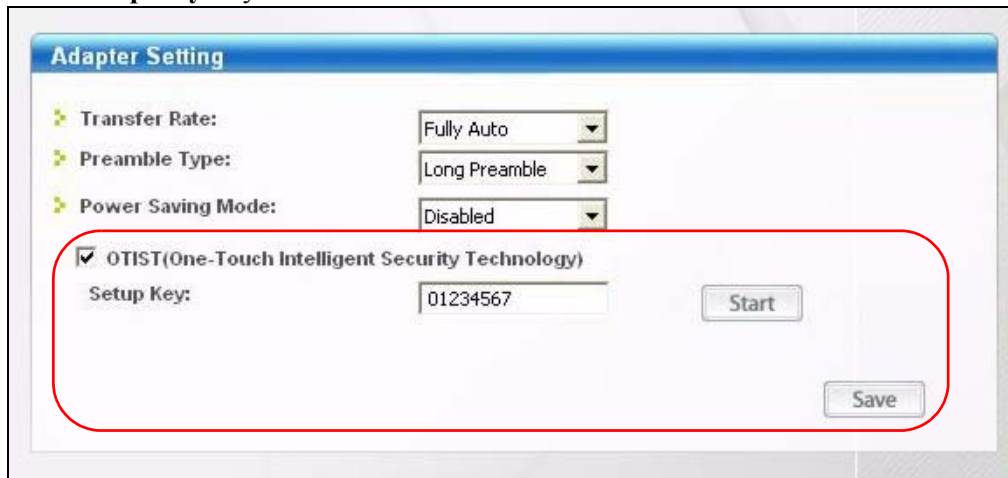 Adapter Setting
Transfer Rate: Fully Auto
Preamble Type: Long Preamble
Power Saving Mode: Disabled
OTIST(One-Touch Intelligent Security Technology)
Setup Key: 01234567 Start
Save